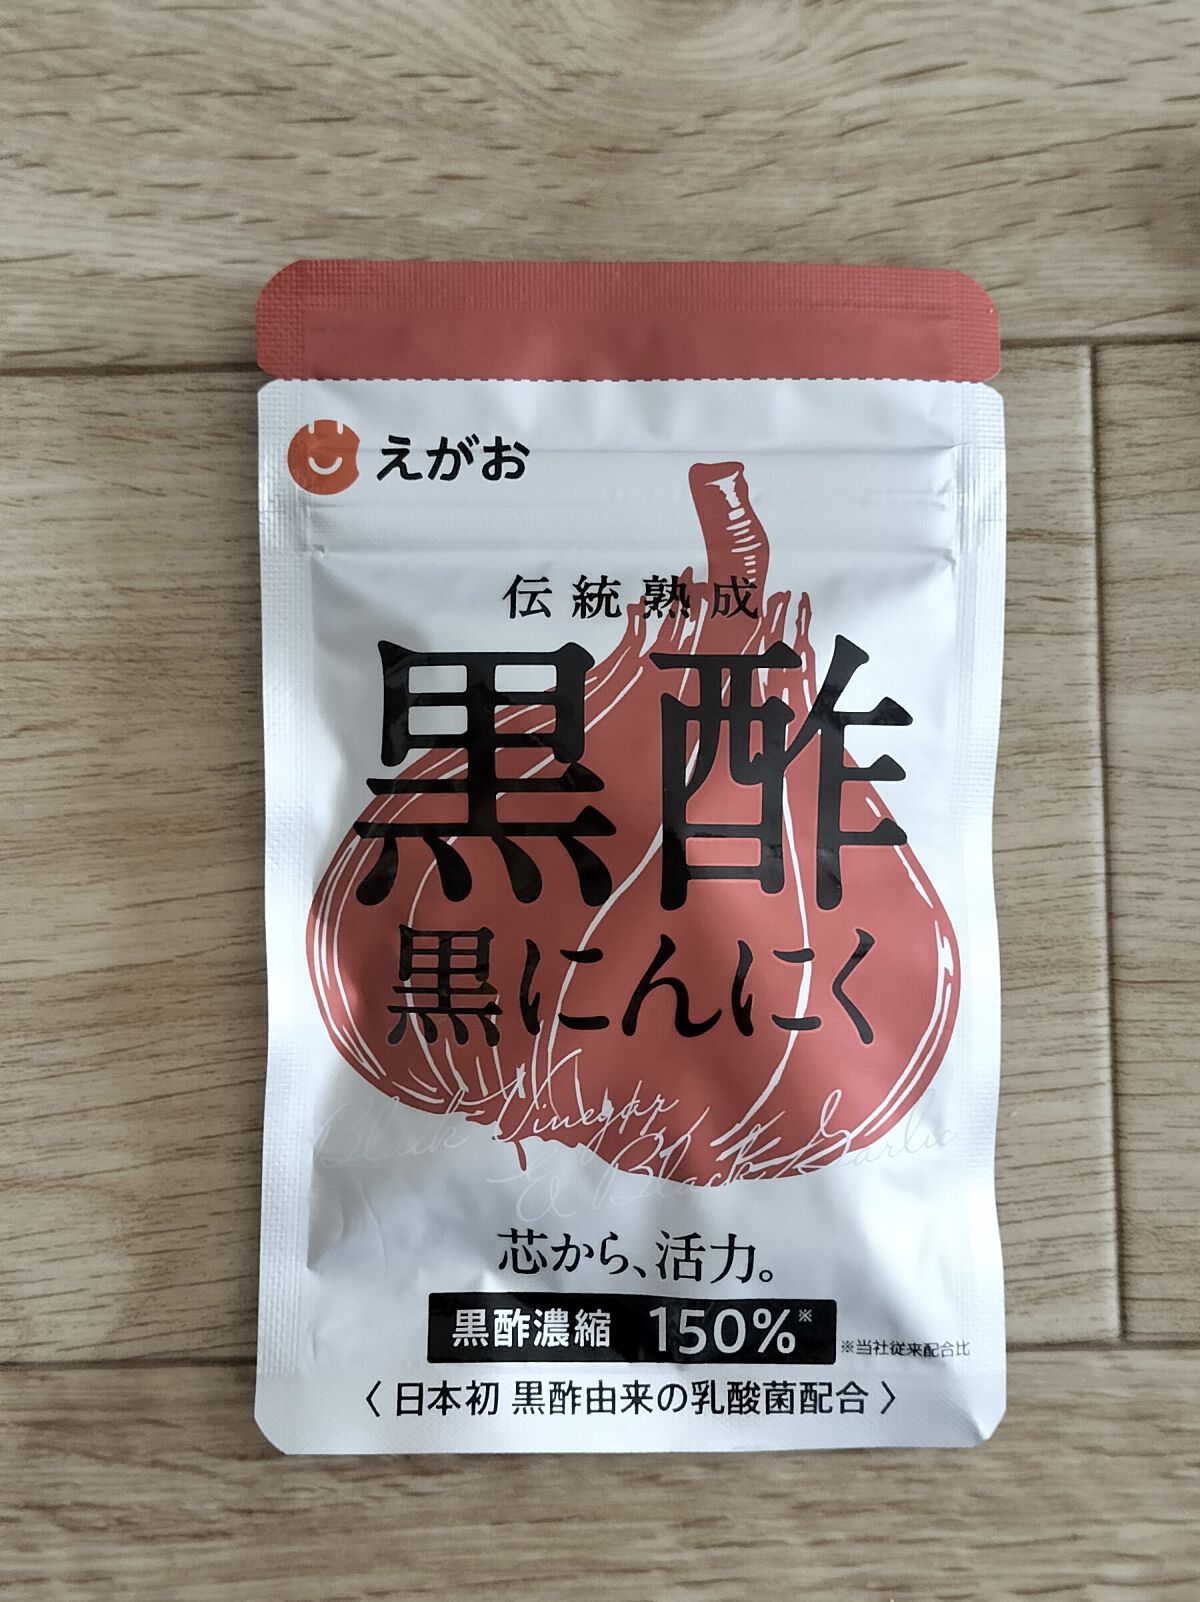 えがお
伝統熟成
黒酢
黒にんにく
Black Vinegar
& Black Garlic
芯から、活力。
黒酢濃縮 150%※
※当社従来配合比
〈 日本初 黒酢由来の乳酸菌配合 〉